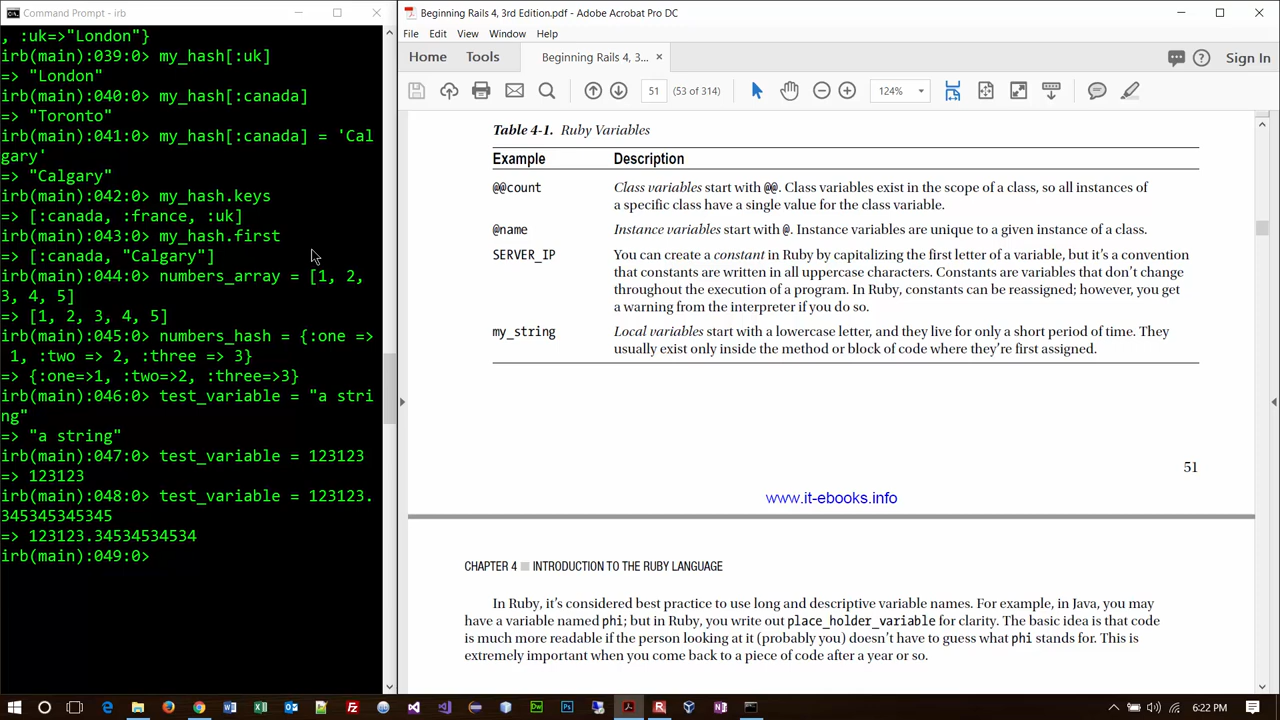 Command Prompt - irb
, :uk=>"London"}
irb(main):039:0> my_hash[:uk]
=> "London"
irb(main):040:0> my_hash[:canada]
=> "Toronto"
irb(main):041:0> my_hash[:canada] = 'Cal
gary'
=> "Calgary"
irb(main):042:0> my_hash.keys
=> [:canada, :france, :uk]
irb(main):043:0> my_hash.first
=> [:canada, "Calgary"]
irb(main):044:0> numbers_array = [1, 2,
3, 4, 5]
=> [1, 2, 3, 4, 5]
irb(main):045:0> numbers_hash = {:one =>
1, :two => 2, :three => 3}
=> {:one=>1, :two=>2, :three=>3}
irb(main):046:0> test_variable = "a stri
ng"
=> "a string"
irb(main):047:0> test_variable = 123123
=> 123123
irb(main):048:0> test_variable = 123123.
345345345345
=> 123123.34534534534
irb(main):049:0>
Beginning Rails 4, 3rd Edition.pdf - Adobe Acrobat Pro DC
File Edit View Window Help
Home Tools Beginning Rails 4, 3... Sign In
51 (53 of 314) 124%
Table 4-1. Ruby Variables
Example Description
@@count Class variables start with @@. Class variables exist in the scope of a class, so all instances
of a specific class have a single value for the class variable.
@name Instance variables start with @. Instance variables are unique to a given instance of a class.
SERVER_IP You can create a constant in Ruby by capitalizing the first letter of a variable, but it's a convention
that constants are written in all uppercase characters. Constants are variables that don't change
throughout the execution of a program. In Ruby, constants can be reassigned; however, you get
a warning from the interpreter if you do so.
my_string Local variables start with a lowercase letter, and they live for only a short period of time. They
usually exist only inside the method or block of code where they're first assigned.
51
www.it-ebooks.info
CHAPTER 4 ■ INTRODUCTION TO THE RUBY LANGUAGE
In Ruby, it's considered best practice to use long and descriptive variable names. For example, in Java, you may
have a variable named phi; but in Ruby, you write out place_holder_variable for clarity. The basic idea is that code
is much more readable if the person looking at it (probably you) doesn't have to guess what phi stands for. This is
extremely important when you come back to a piece of code after a year or so.
6:22 PM